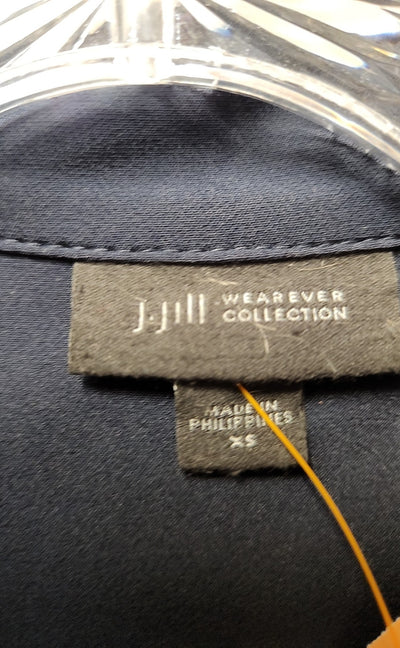 J.Jill WEAREVER
COLLECTION
MADE IN
PHILIPPINES
XS